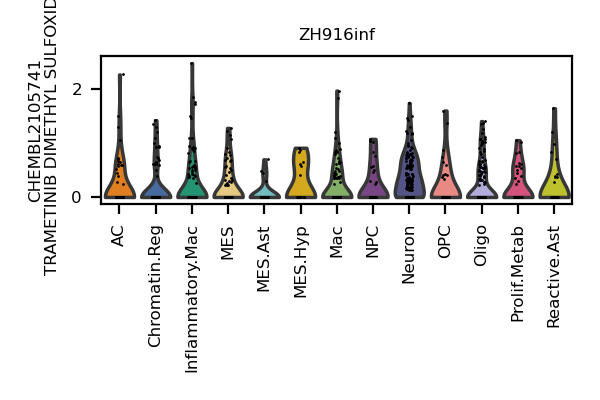 ZH916inf
CHEMBL2105741
TRAMETINIB DIMETHYL SULFOXID
2
0
AC
Chromatin.Reg
Inflammatory.Mac
MES
MES.Ast
MES.Hyp
Mac
NPC
Neuron
OPC
Oligo
Prolif.Metab
Reactive.Ast